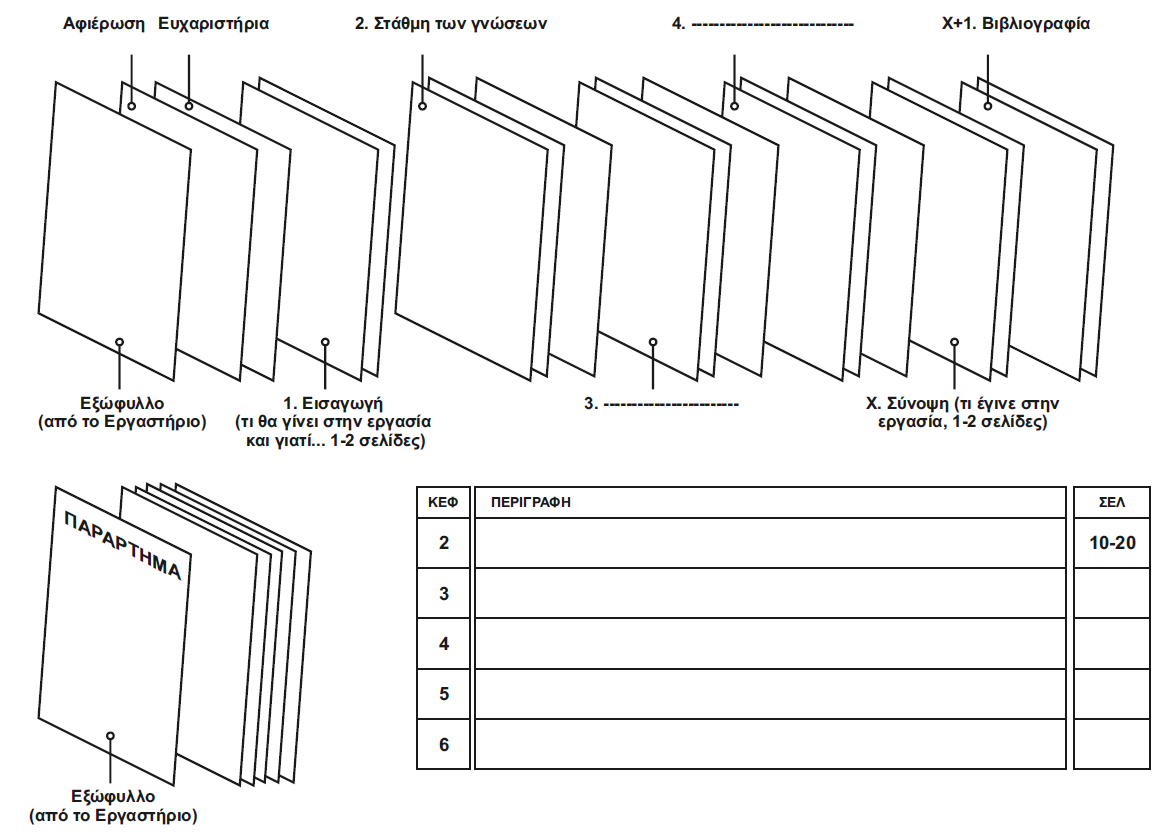 Αφιέρωση Ευχαριστήρια 2. Στάθμη των γνώσεων 4. ---------------------------- Χ+1. Βιβλιογραφία
Εξώφυλλο
(από το Εργαστήριο)
1. Εισαγωγή
(τι θα γίνει στην εργασία
και γιατί... 1-2 σελίδες)
3. ------------------------
Χ. Σύνοψη (τι έγινε στην
εργασία, 1-2 σελίδες)
ΠΑΡΑΡΤΗΜΑ
Εξώφυλλο
(από το Εργαστήριο)
ΚΕΦ ΠΕΡΙΓΡΑΦΗ ΣΕΛ
2 10-20
3
4
5
6